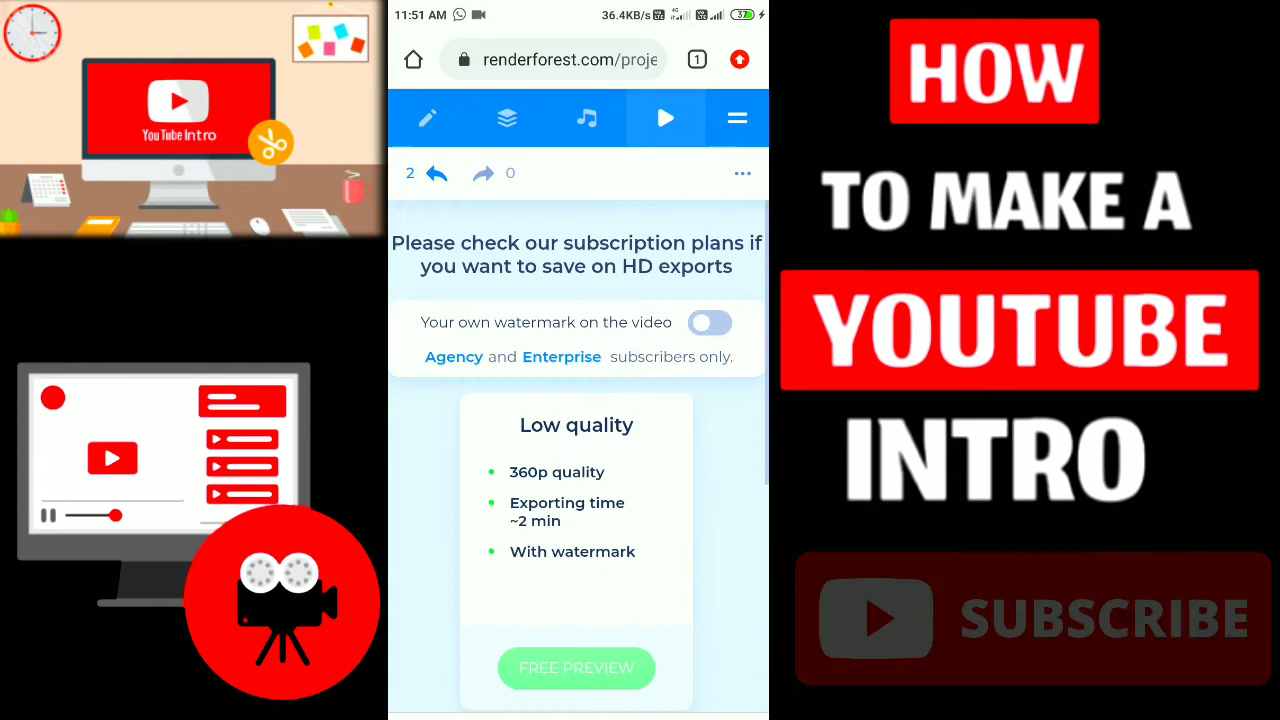 YouTube Intro
11:51 AM
36.4KB/s
4G
37
renderforest.com/proje
1
2
0
Please check our subscription plans if
you want to save on HD exports
Your own watermark on the video
Agency and Enterprise subscribers only.
Low quality
360p quality
Exporting time
~2 min
With watermark
FREE PREVIEW
HOW
TO MAKE A
YOUTUBE
INTRO
SUBSCRIBE